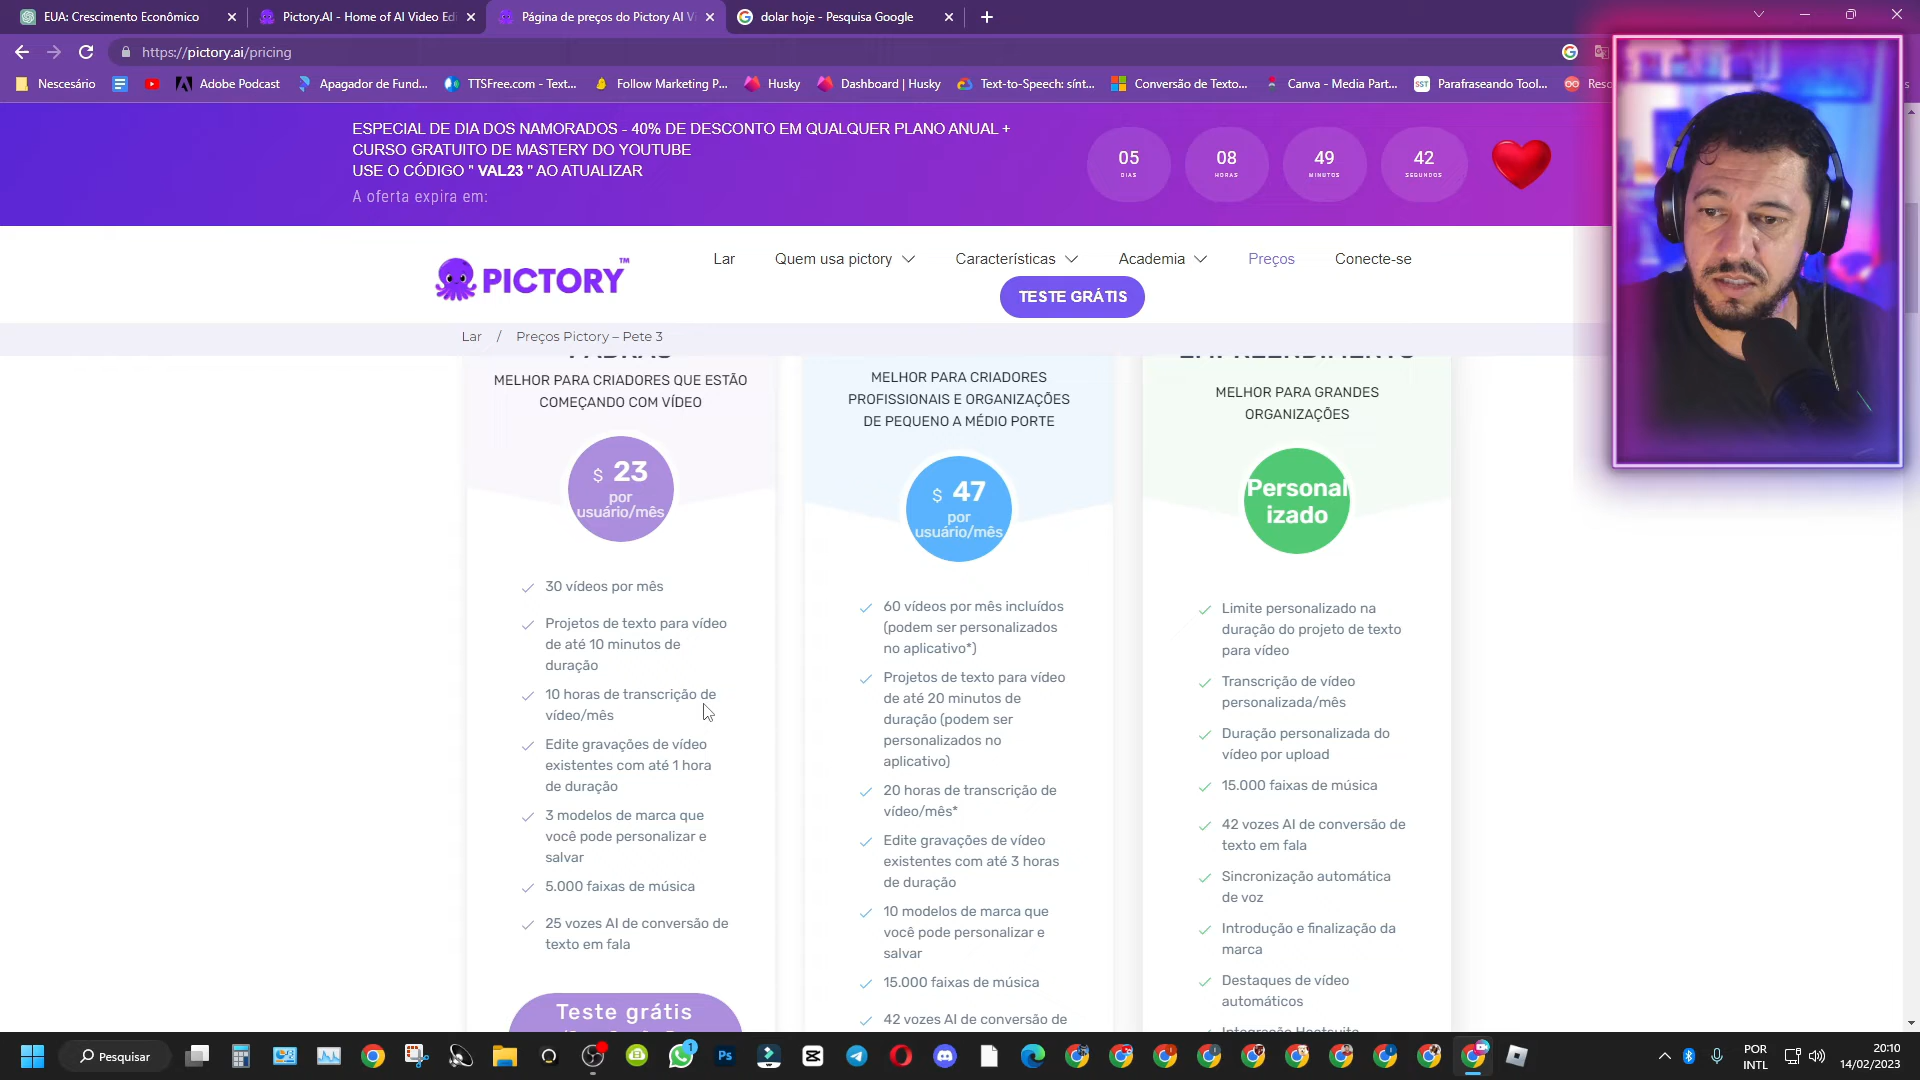 EUA: Crescimento Econômico
Pictory.AI - Home of AI Video Edi
Página de preços do Pictory AI V
dolar hoje - Pesquisa Google
https://pictory.ai/pricing
Nescesário
Adobe Podcast
Apagador de Fund...
TTSFree.com - Text...
Follow Marketing P...
Husky
Dashboard | Husky
Text-to-Speech: sínt...
Conversão de Texto...
Canva - Media Part...
Parafraseando Tool...
ESPECIAL DE DIA DOS NAMORADOS - 40% DE DESCONTO EM QUALQUER PLANO ANUAL +
CURSO GRATUITO DE MASTERY DO YOUTUBE
USE O CÓDIGO " VAL23 " AO ATUALIZAR
A oferta expira em:
05
DIAS
08
HORAS
49
MINUTOS
42
SEGUNDOS
PICTORY™
Lar
Quem usa pictory
Características
Academia
Preços
Conecte-se
TESTE GRÁTIS
Lar / Preços Pictory – Pete 3
PADRÃO
MELHOR PARA CRIADORES QUE ESTÃO
COMEÇANDO COM VÍDEO
$ 23
por
usuário/mês
30 vídeos por mês
Projetos de texto para vídeo
de até 10 minutos de
duração
10 horas de transcrição de
vídeo/mês
Edite gravações de vídeo
existentes com até 1 hora
de duração
3 modelos de marca que
você pode personalizar e
salvar
5.000 faixas de música
25 vozes AI de conversão de
texto em fala
Teste grátis
MELHOR PARA CRIADORES
PROFISSIONAIS E ORGANIZAÇÕES
DE PEQUENO A MÉDIO PORTE
$ 47
por
usuário/mês
60 vídeos por mês incluídos
(podem ser personalizados
no aplicativo*)
Projetos de texto para vídeo
de até 20 minutos de
duração (podem ser
personalizados no
aplicativo)
20 horas de transcrição de
vídeo/mês*
Edite gravações de vídeo
existentes com até 3 horas
de duração
10 modelos de marca que
você pode personalizar e
salvar
15.000 faixas de música
42 vozes AI de conversão de
EMPREENDIMENTO
MELHOR PARA GRANDES
ORGANIZAÇÕES
Personal
izado
Limite personalizado na
duração do projeto de texto
para vídeo
Transcrição de vídeo
personalizada/mês
Duração personalizada do
vídeo por upload
15.000 faixas de música
42 vozes AI de conversão de
texto em fala
Sincronização automática
de voz
Introdução e finalização da
marca
Destaques de vídeo
automáticos
Integração Hootsuite
Pesquisar
1
Ps
POR
INTL
20:10
14/02/2023